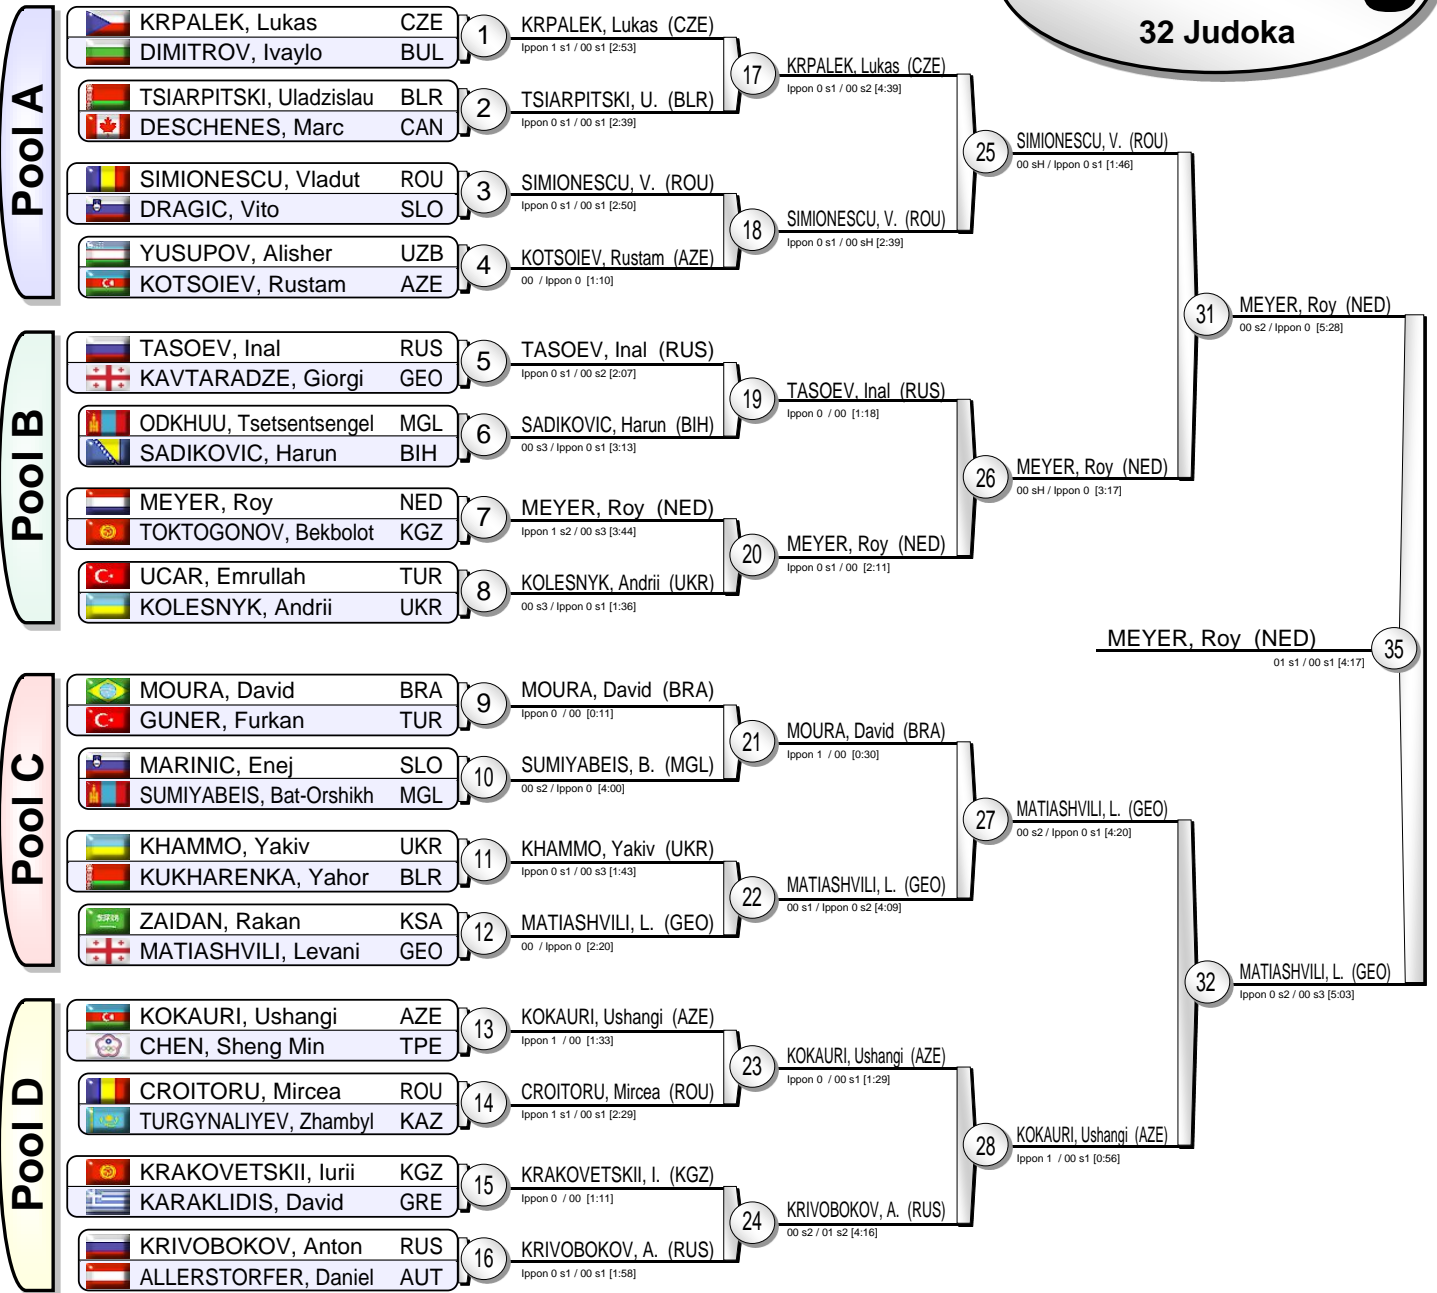 32 Judoka
Pool A
KRPALEK, Lukas CZE
DIMITROV, Ivaylo BUL
1
KRPALEK, Lukas (CZE)
Ippon 1 s1 / 00 s1 [2:53]
TSIARPITSKI, Uladzislau BLR
DESCHENES, Marc CAN
2
TSIARPITSKI, U. (BLR)
Ippon 0 s1 / 00 s1 [2:39]
17
KRPALEK, Lukas (CZE)
Ippon 0 s1 / 00 s2 [4:39]
SIMIONESCU, Vladut ROU
DRAGIC, Vito SLO
3
SIMIONESCU, V. (ROU)
Ippon 0 s1 / 00 s1 [2:50]
YUSUPOV, Alisher UZB
KOTSOIEV, Rustam AZE
4
KOTSOIEV, Rustam (AZE)
00 / Ippon 0 [1:10]
18
SIMIONESCU, V. (ROU)
Ippon 0 s1 / 00 sH [2:39]
25
SIMIONESCU, V. (ROU)
00 sH / Ippon 0 s1 [1:46]
Pool B
TASOEV, Inal RUS
KAVTARADZE, Giorgi GEO
5
TASOEV, Inal (RUS)
Ippon 0 s1 / 00 s2 [2:07]
ODKHUU, Tsetsentsengel MGL
SADIKOVIC, Harun BIH
6
SADIKOVIC, Harun (BIH)
00 s3 / Ippon 0 s1 [3:13]
19
TASOEV, Inal (RUS)
Ippon 0 / 00 [1:18]
MEYER, Roy NED
TOKTOGONOV, Bekbolot KGZ
7
MEYER, Roy (NED)
Ippon 1 s2 / 00 s3 [3:44]
UCAR, Emrullah TUR
KOLESNYK, Andrii UKR
8
KOLESNYK, Andrii (UKR)
00 s3 / Ippon 0 s1 [1:36]
20
MEYER, Roy (NED)
Ippon 0 s1 / 00 [2:11]
26
MEYER, Roy (NED)
00 sH / Ippon 0 [3:17]
31
MEYER, Roy (NED)
00 s2 / Ippon 0 [5:28]
MEYER, Roy (NED)
01 s1 / 00 s1 [4:17]
35
Pool C
MOURA, David BRA
GUNER, Furkan TUR
9
MOURA, David (BRA)
Ippon 0 / 00 [0:11]
MARINIC, Enej SLO
SUMIYABEIS, Bat-Orshikh MGL
10
SUMIYABEIS, B. (MGL)
00 s2 / Ippon 0 [4:00]
21
MOURA, David (BRA)
Ippon 1 / 00 [0:30]
KHAMMO, Yakiv UKR
KUKHARENKA, Yahor BLR
11
KHAMMO, Yakiv (UKR)
Ippon 0 s1 / 00 s3 [1:43]
ZAIDAN, Rakan KSA
MATIASHVILI, Levani GEO
12
MATIASHVILI, L. (GEO)
00 / Ippon 0 [2:20]
22
MATIASHVILI, L. (GEO)
00 s1 / Ippon 0 s2 [4:09]
27
MATIASHVILI, L. (GEO)
00 s2 / Ippon 0 s1 [4:20]
Pool D
KOKAURI, Ushangi AZE
CHEN, Sheng Min TPE
13
KOKAURI, Ushangi (AZE)
Ippon 1 / 00 [1:33]
CROITORU, Mircea ROU
TURGYNALIYEV, Zhambyl KAZ
14
CROITORU, Mircea (ROU)
Ippon 1 s1 / 00 s1 [2:29]
23
KOKAURI, Ushangi (AZE)
Ippon 0 / 00 s1 [1:29]
KRAKOVETSKII, Iurii KGZ
KARAKLIDIS, David GRE
15
KRAKOVETSKII, I. (KGZ)
Ippon 0 / 00 [1:11]
KRIVOBOKOV, Anton RUS
ALLERSTORFER, Daniel AUT
16
KRIVOBOKOV, A. (RUS)
Ippon 0 s1 / 00 s1 [1:58]
24
KRIVOBOKOV, A. (RUS)
00 s2 / 01 s2 [4:16]
28
KOKAURI, Ushangi (AZE)
Ippon 1 / 00 s1 [0:56]
32
MATIASHVILI, L. (GEO)
Ippon 0 s2 / 00 s3 [5:03]